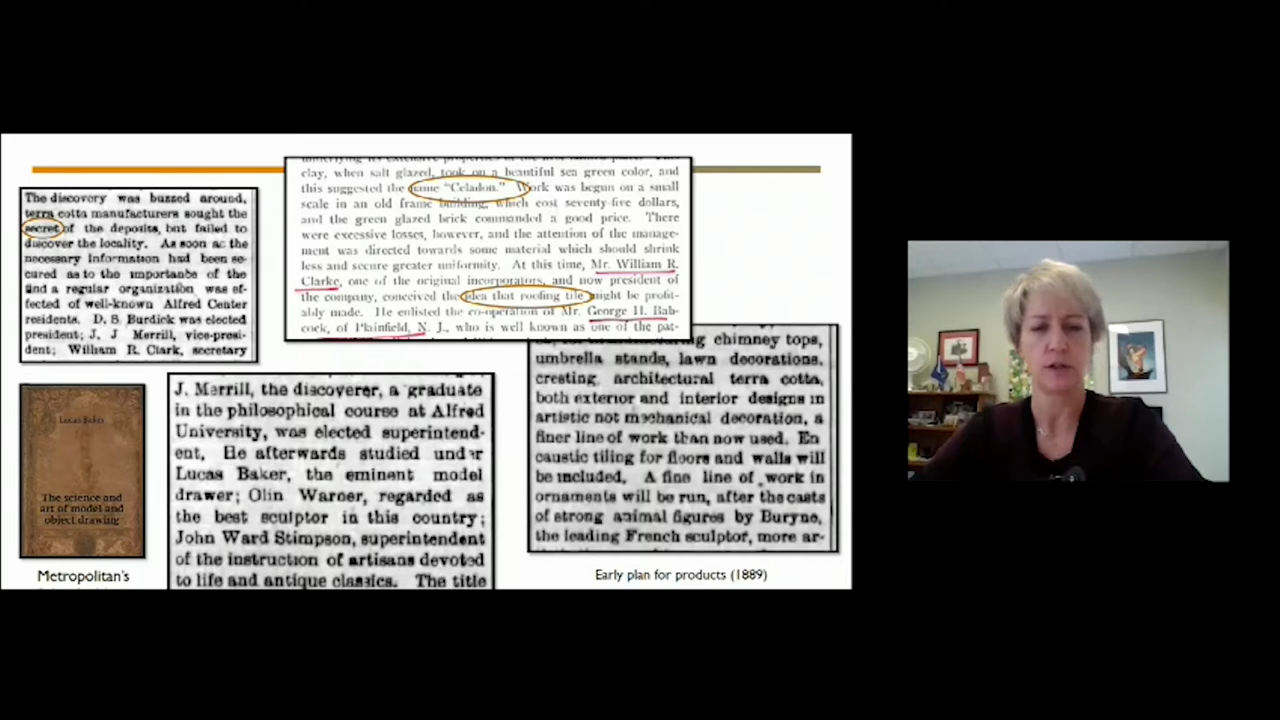 The discovery was buzzed around,
terra cotta manufacturers sought the
secret of the deposits, but failed to
discover the locality. As soon as the
necessary information had been se-
cured as to the importance of the
find a regular organization was ef-
fected of well-known Alfred Center
residents. D. S. Burdick was elected
president; J. J Merrill, vice-presi-
dent; William R. Clark, secretary
clay, when salt glazed, took on a beautiful sea green color, and
this suggested the name “Celadon.” Work was begun on a small
scale in an old frame building, which cost seventy-five dollars,
and the green glazed brick commanded a good price. There
were excessive losses, however, and the attention of the manage-
ment was directed towards some material which should shrink
less and secure greater uniformity. At this time, Mr. William R.
Clarke, one of the original incorporators, and now president of
the company, conceived the idea that roofing tile might be profit-
ably made. He enlisted the co-operation of Mr. George H. Bab-
cock, of Plainfield, N. J., who is well known as one of the pat-
Lucas Baker
The science and
art of model and
object drawing
Metropolitan's
J. Merrill, the discoverer, a graduate
in the philosophical course at Alfred
University, was elected superintend-
ent, He afterwards studied under
Lucas Baker, the eminent model
drawer; Olin Warner, regarded as
the best sculptor in this country;
John Ward Stimpson, superintendent
of the instruction of artisans devoted
to life and antique classics. The title
chimney tops,
umbrella stands, lawn decorations,
creating architectural terra cotta,
both exterior and interior designs in
artistic not mechanical decoration, a
finer line of work than now used. En
caustic tiling for floors and walls will
be included. A fine line of work in
ornaments will be run, after the casts
of strong animal figures by Buryne,
the leading French sculptor, more ar-
Early plan for products (1889)